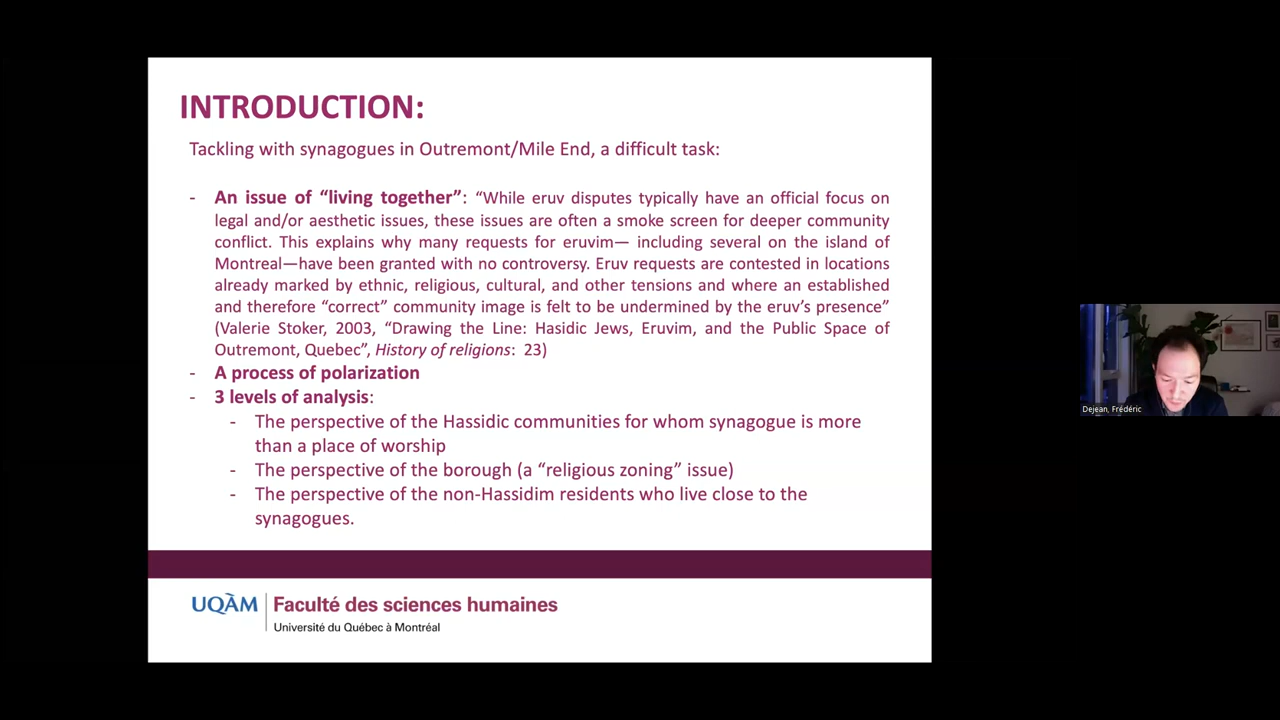 INTRODUCTION:
Tackling with synagogues in Outremont/Mile End, a difficult task:
- An issue of “living together”: “While eruv disputes typically have an official focus on
legal and/or aesthetic issues, these issues are often a smoke screen for deeper community
conflict. This explains why many requests for eruvim— including several on the island of
Montreal—have been granted with no controversy. Eruv requests are contested in locations
already marked by ethnic, religious, cultural, and other tensions and where an established
and therefore “correct” community image is felt to be undermined by the eruv’s presence”
(Valerie Stoker, 2003, “Drawing the Line: Hasidic Jews, Eruvim, and the Public Space of
Outremont, Quebec”, History of religions: 23)
- A process of polarization
- 3 levels of analysis:
- The perspective of the Hassidic communities for whom synagogue is more
than a place of worship
- The perspective of the borough (a “religious zoning” issue)
- The perspective of the non-Hassidim residents who live close to the
synagogues.
UQÀM Faculté des sciences humaines
Université du Québec à Montréal
Dejean, Frédéric